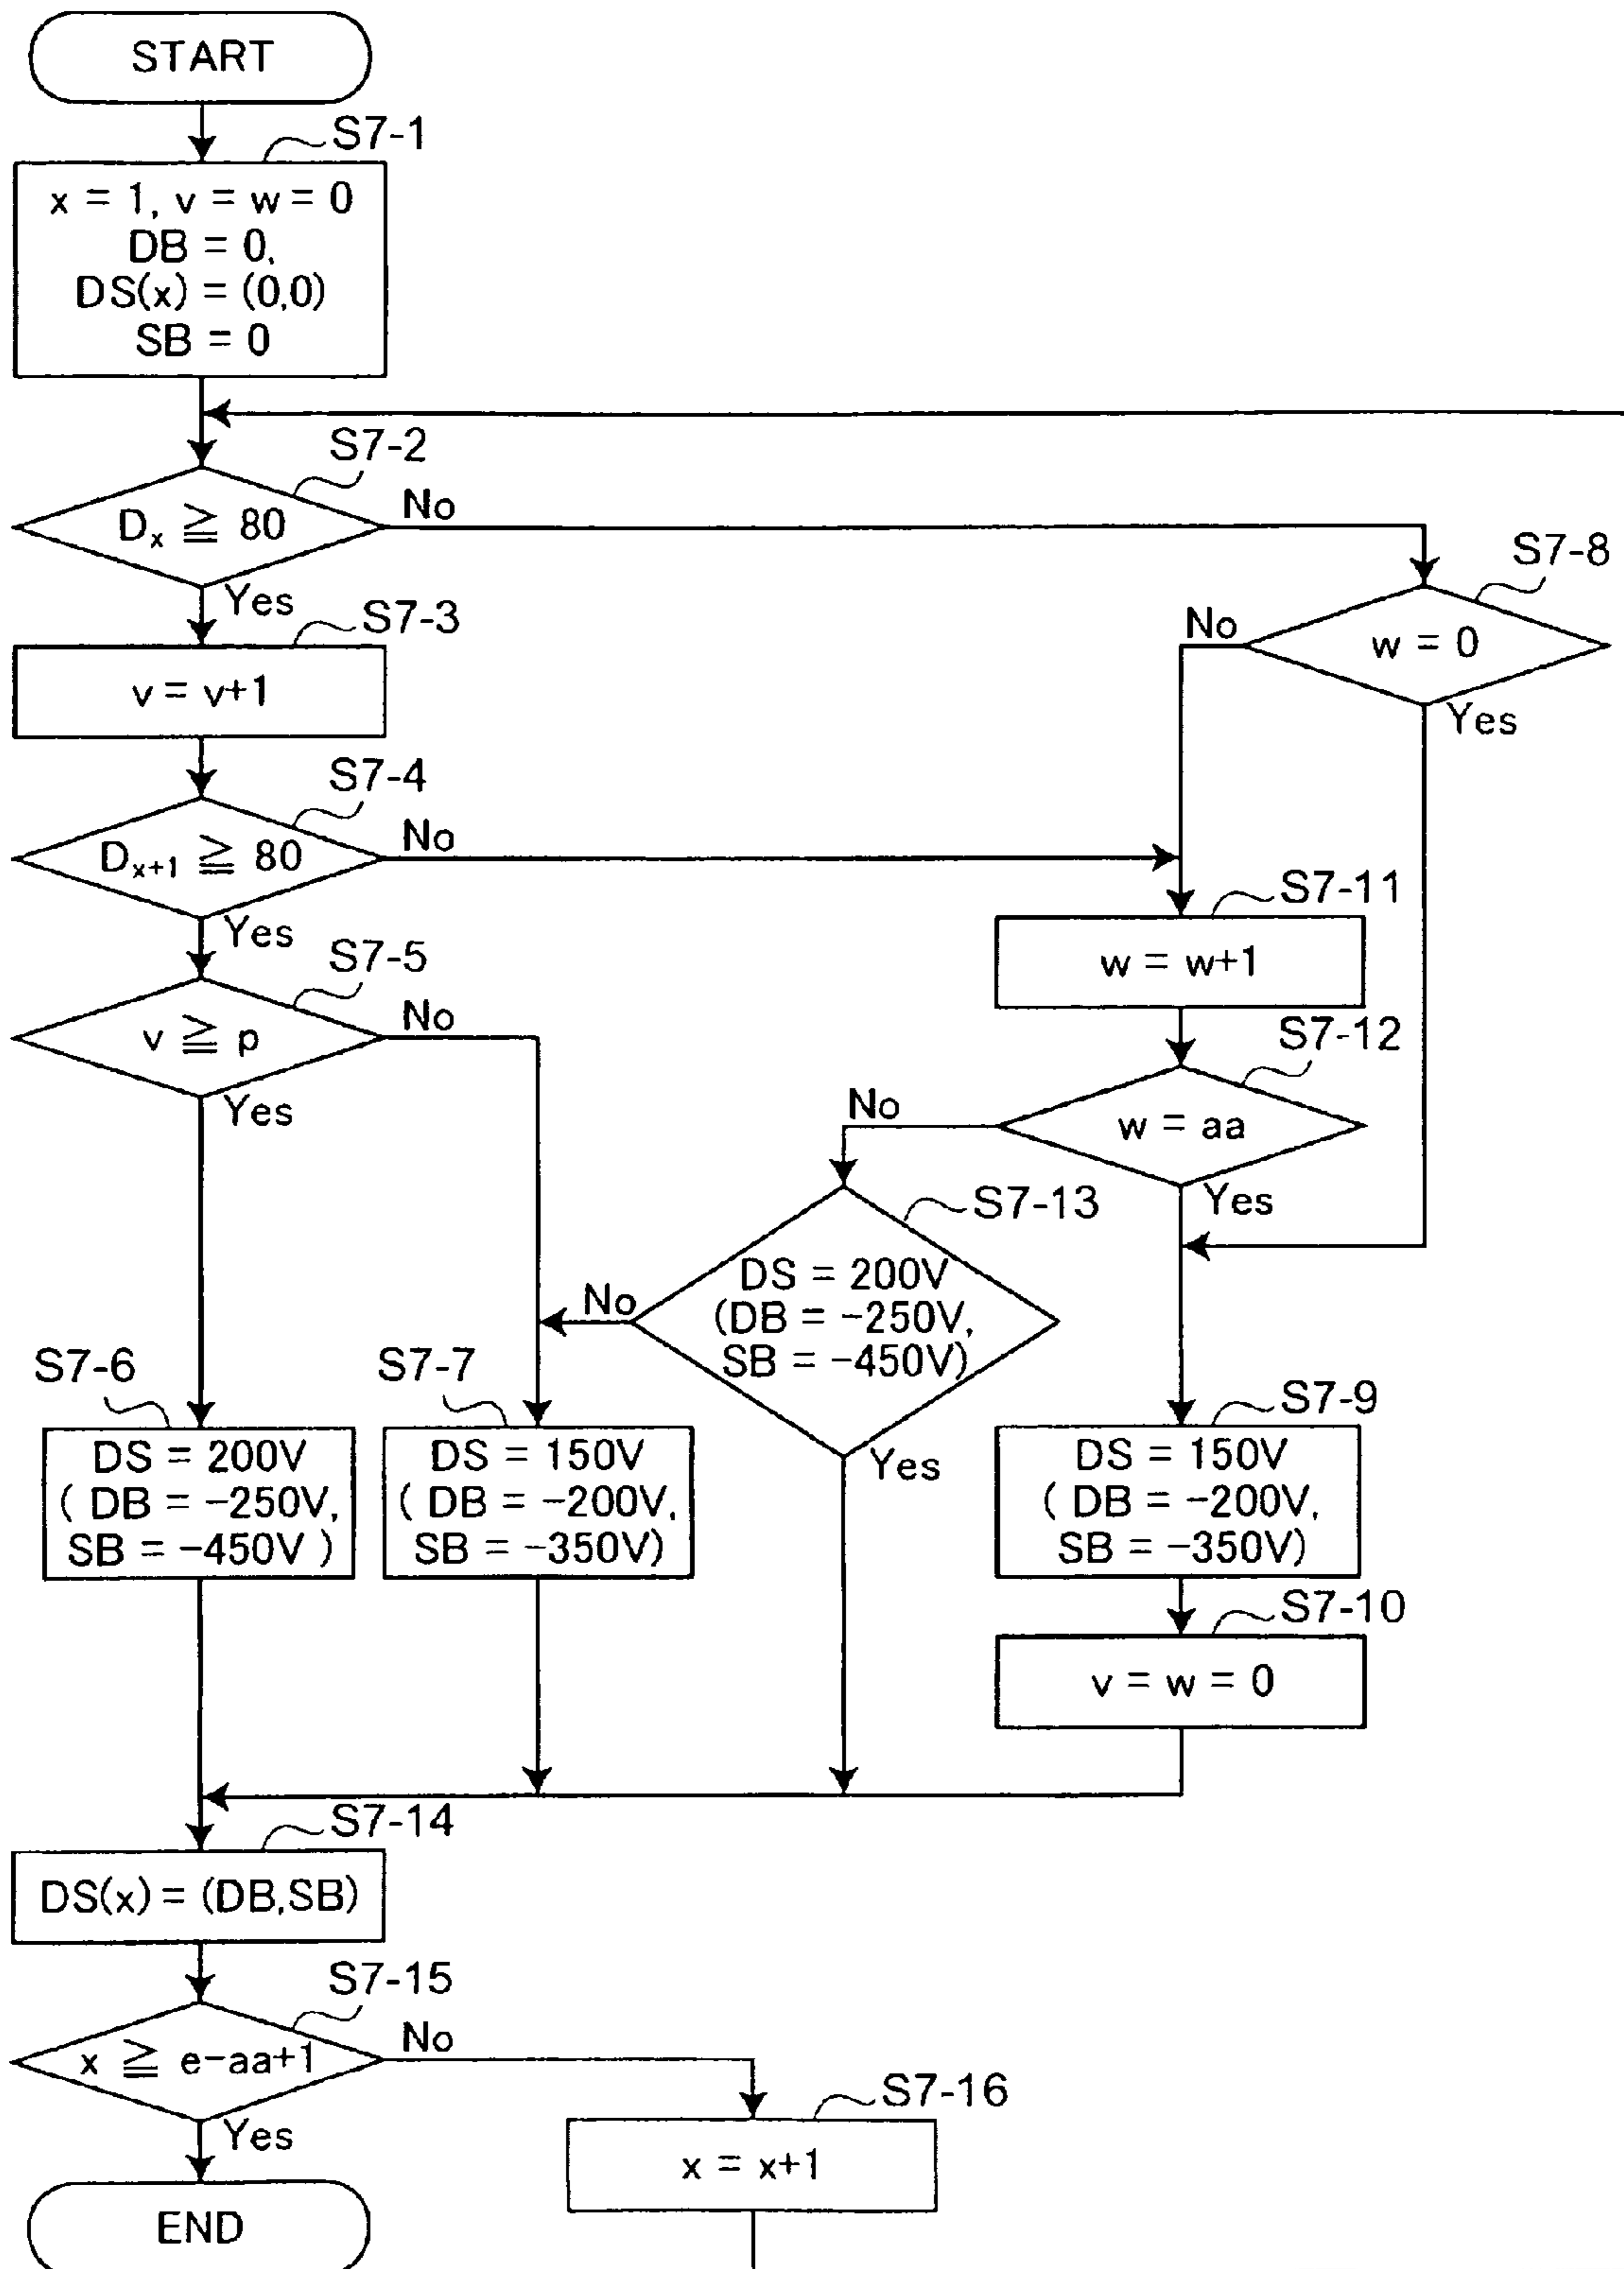 START
S7-1
x = 1, v = w = 0
DB = 0,
DS(x) = (0,0)
SB = 0
S7-2
Dx ≧ 80
No
Yes
S7-8
w = 0
No
Yes
S7-3
v = v+1
S7-4
Dx+1 ≧ 80
No
Yes
S7-11
w = w+1
S7-5
v ≧ p
No
Yes
S7-12
w = aa
No
Yes
S7-13
DS = 200V
(DB = -250V,
SB = -450V)
No
Yes
S7-6
DS = 200V
( DB = -250V,
SB = -450V )
S7-7
DS = 150V
( DB = -200V,
SB = -350V)
S7-9
DS = 150V
( DB = -200V,
SB = -350V)
S7-10
v = w = 0
S7-14
DS(x) = (DB,SB)
S7-15
x ≧ e-aa+1
No
Yes
S7-16
x = x+1
END